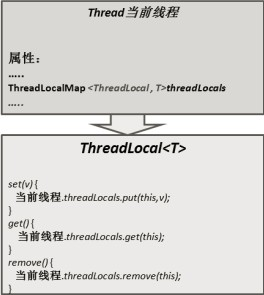 Thread当前线程
属性：
.....
ThreadLocalMap <ThreadLocal , T>threadLocals
.....
ThreadLocal<T>
set(v) {
当前线程.threadLocals.put(this,v);
}
get() {
当前线程.threadLocals.get(this);
}
remove() {
当前线程.threadLocals.remove(this);
}